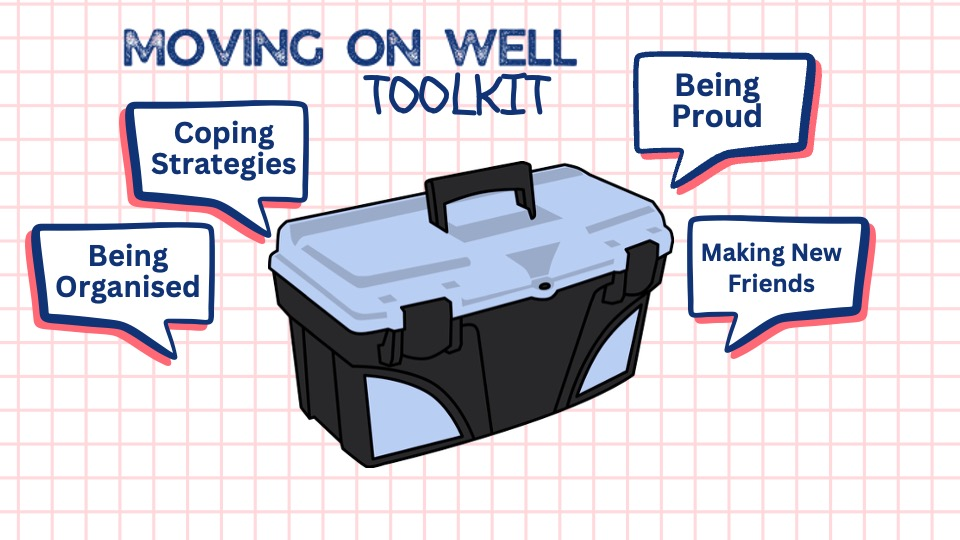 MOVING ON WELL
TOOLKIT
Coping
Strategies
Being
Proud
Being
Organised
Making New
Friends